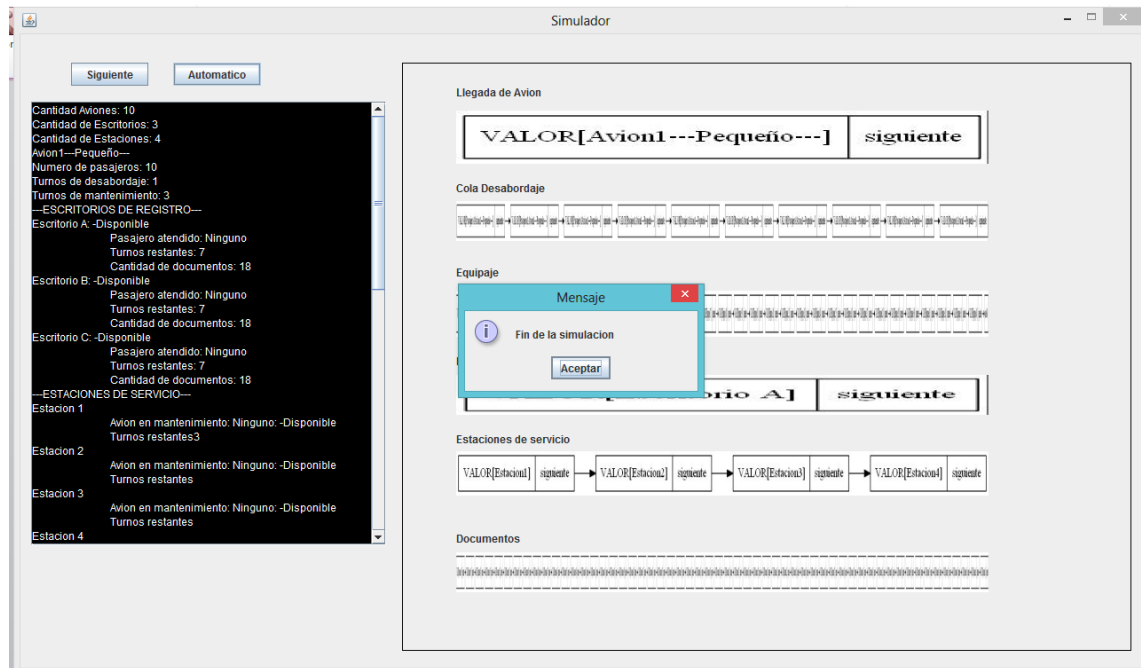 Simulador
Siguiente
Automatico
Cantidad Aviones: 10
Cantidad de Escritorios: 3
Cantidad de Estaciones: 4
Avion1---Pequeño---
Numero de pasajeros: 10
Turnos de desabordaje: 1
Turnos de mantenimiento: 3
---ESCRITORIOS DE REGISTRO---
Escritorio A: -Disponible
Pasajero atendido: Ninguno
Turnos restantes: 7
Cantidad de documentos: 18
Escritorio B: -Disponible
Pasajero atendido: Ninguno
Turnos restantes: 7
Cantidad de documentos: 18
Escritorio C: -Disponible
Pasajero atendido: Ninguno
Turnos restantes: 7
Cantidad de documentos: 18
---ESTACIONES DE SERVICIO---
Estacion 1
Avion en mantenimiento: Ninguno: -Disponible
Turnos restantes3
Estacion 2
Avion en mantenimiento: Ninguno: -Disponible
Turnos restantes
Estacion 3
Avion en mantenimiento: Ninguno: -Disponible
Turnos restantes
Estacion 4
Llegada de Avion
VALOR[Avion1---Pequeño---] siguiente
Cola Desabordaje
Equipaje
Mensaje
Fin de la simulacion
Aceptar
A] siguiente
Estaciones de servicio
VALOR[Estacion1] siguiente VALOR[Estacion2] siguiente VALOR[Estacion3] siguiente VALOR[Estacion4] siguiente
Documentos